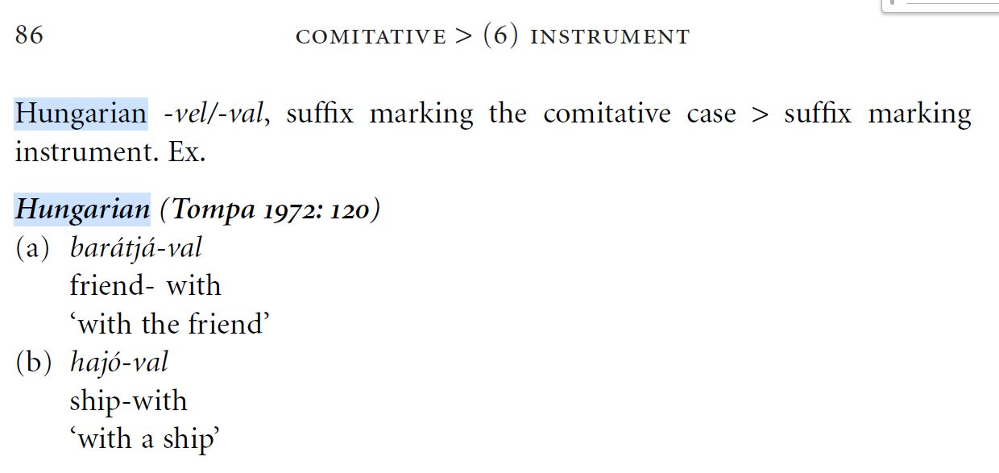 86 COMITATIVE > (6) INSTRUMENT
Hungarian -vel/-val, suffix marking the comitative case > suffix marking
instrument. Ex.
Hungarian (Tompa 1972: 120)
(a) barátjá-val
friend- with
‘with the friend’
(b) hajó-val
ship-with
‘with a ship’